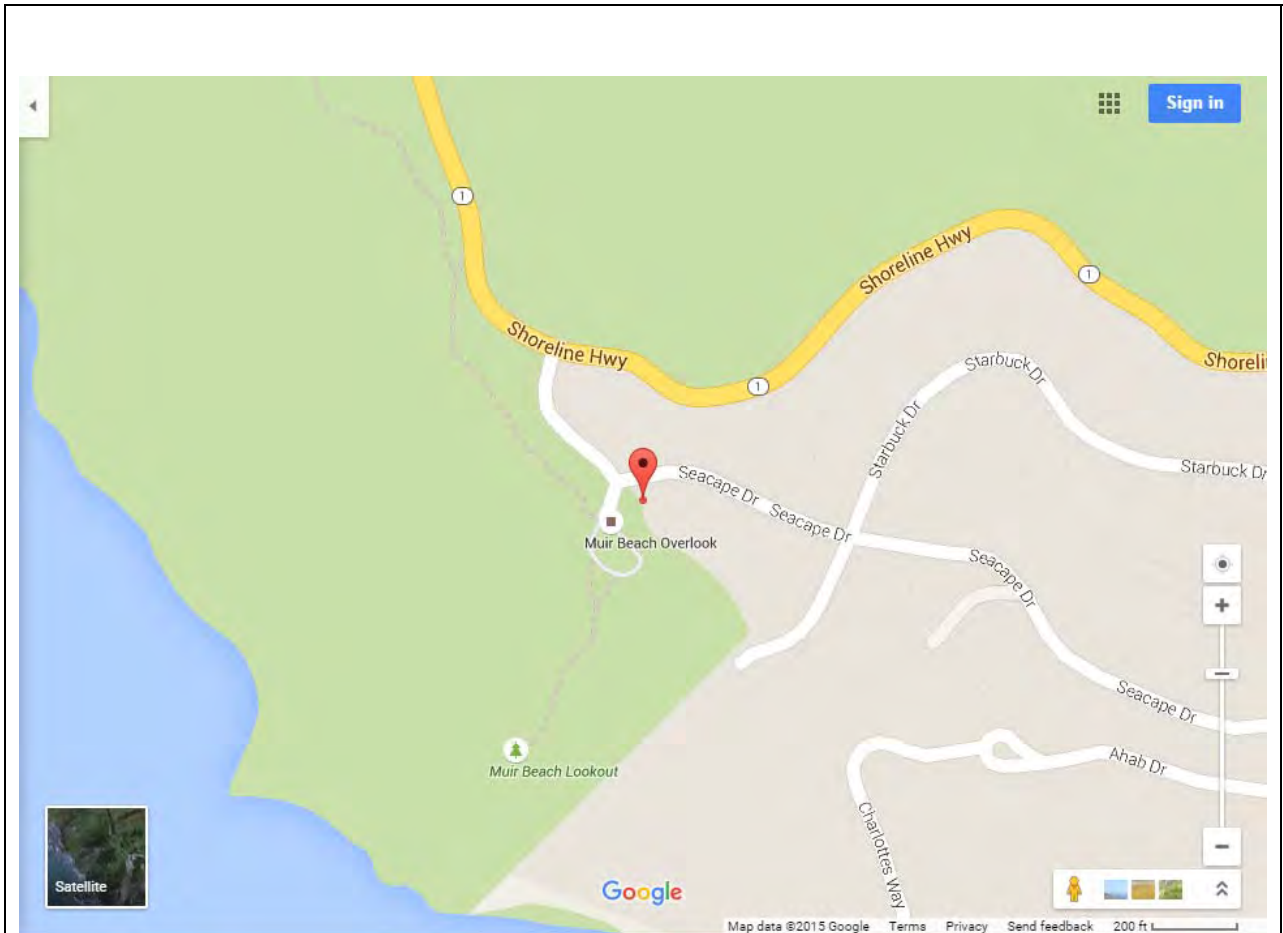 Sign in
1
Shoreline Hwy
1
Shoreline Hwy
1
Shoreli
Starbuck Dr
Starbuck Dr
Starbuck Dr
Seacape Dr
Seacape Dr
Muir Beach Overlook
Seacape Dr
Seacape Dr
Muir Beach Lookout
Ahab Dr
Charlottes Way
Satellite
Google
Map data ©2015 Google Terms Privacy Send feedback 200 ft